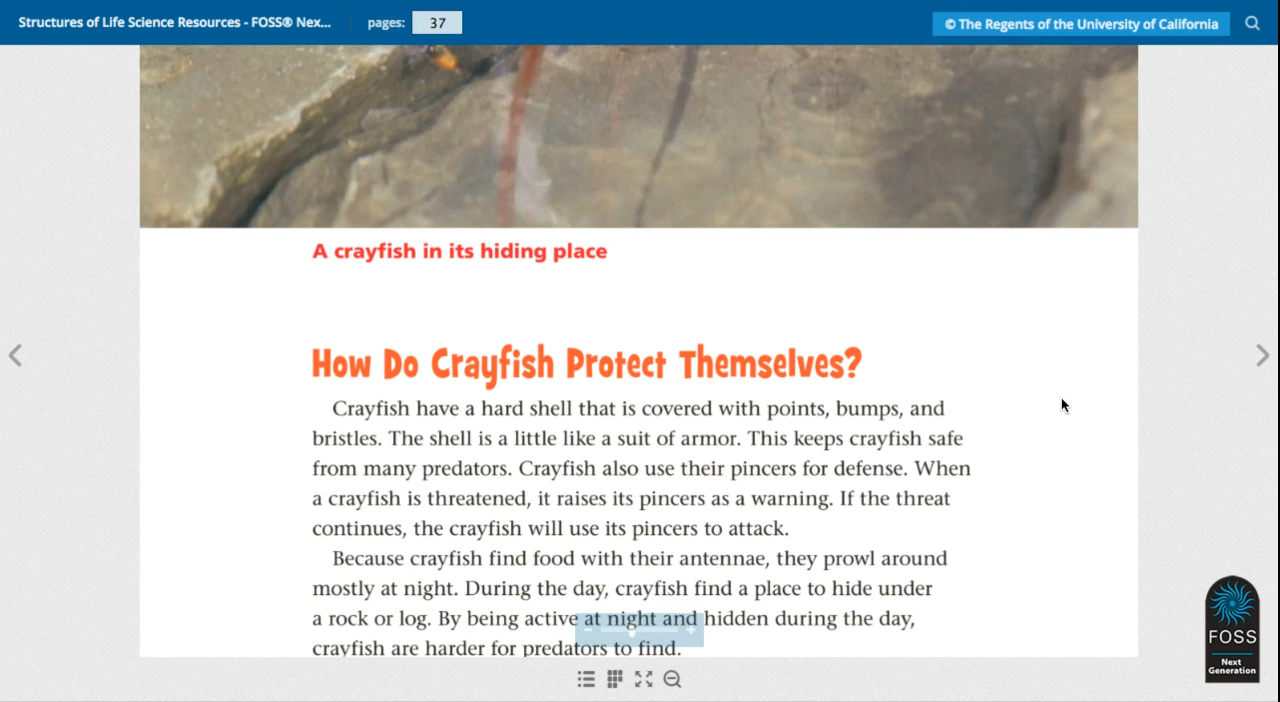 Structures of Life Science Resources - FOSS® Nex...
pages: 37
© The Regents of the University of California
A crayfish in its hiding place
How Do Crayfish Protect Themselves?
Crayfish have a hard shell that is covered with points, bumps, and
bristles. The shell is a little like a suit of armor. This keeps crayfish safe
from many predators. Crayfish also use their pincers for defense. When
a crayfish is threatened, it raises its pincers as a warning. If the threat
continues, the crayfish will use its pincers to attack.
Because crayfish find food with their antennae, they prowl around
mostly at night. During the day, crayfish find a place to hide under
a rock or log. By being active at night and hidden during the day,
crayfish are harder for predators to find.
FOSS
Next
Generation